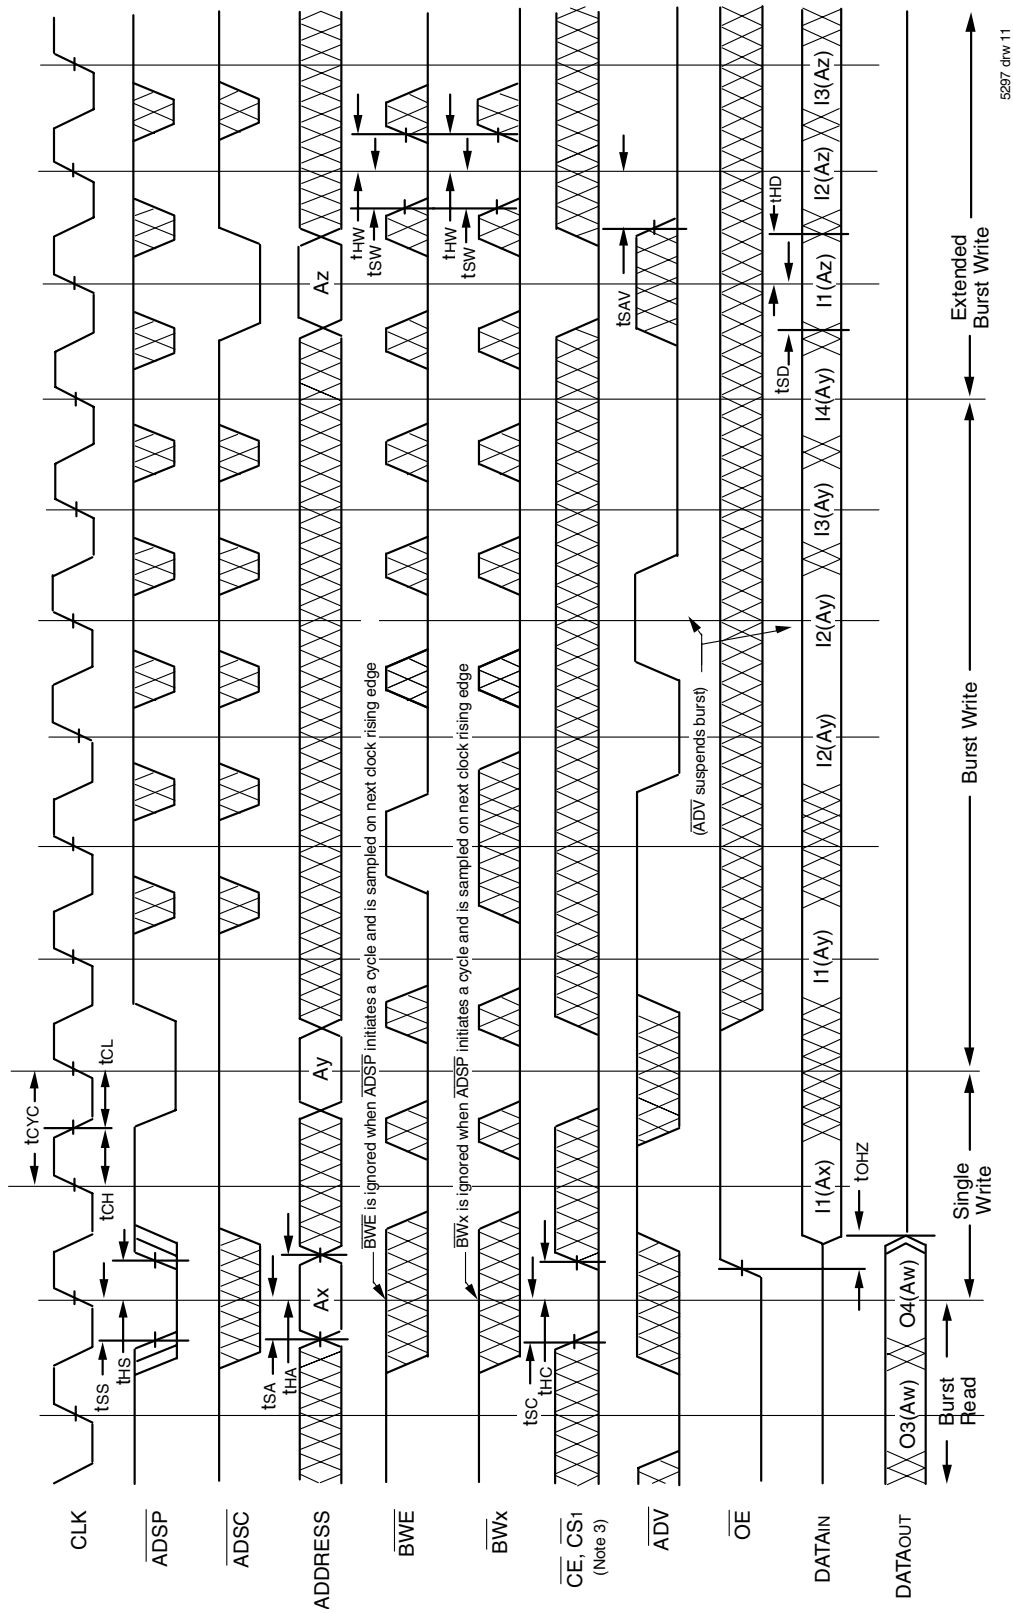 tCYC
tCH
tCL
CLK
tSS
tHS
ADSP
ADSC
tSA
tHA
ADDRESS
Ax
Ay
Az
BWE is ignored when ADSP initiates a cycle and is sampled on next clock rising edge
tHW
tSW
BWE
BWx is ignored when ADSP initiates a cycle and is sampled on next clock rising edge
tHW
tSW
BWx
tSC
tHC
CE, CS1
(Note 3)
tSAV
ADV
(ADV suspends burst)
OE
tSD
tHD
DATAIN
I1(Ax)
I1(Ay)
I2(Ay)
I2(Ay)
I3(Ay)
I4(Ay)
I1(Az)
I2(Az)
I3(Az)
tOHZ
DATAOUT
O3(Aw)
O4(Aw)
Burst
Read
Single
Write
Burst Write
Extended
Burst Write
5297 drw 11